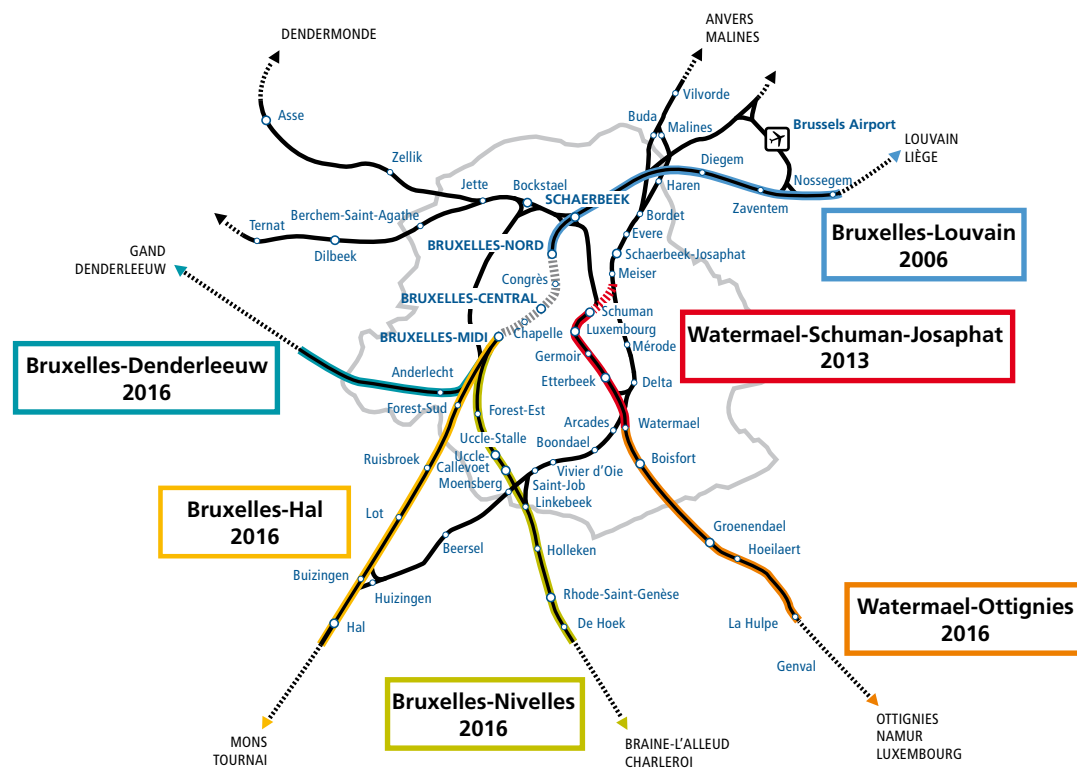 ANVERS
MALINES
DENDERMONDE
Vilvorde
Asse
Buda
Malines
Brussels Airport
LOUVAIN
LIÈGE
Zellik
Diegem
Jette
Bockstael
Nossegem
SCHAERBEEK
Haren
Zaventem
Berchem-Saint-Agathe
Bordet
Ternat
Evere
Dilbeek
BRUXELLES-NORD
Bruxelles-Louvain
2006
GAND
DENDERLEEUW
Schaerbeek-Josaphat
Congrès
Meiser
BRUXELLES-CENTRAL
Schuman
BRUXELLES-MIDI
Chapelle
Luxembourg
Watermael-Schuman-Josaphat
2013
Mérode
Bruxelles-Denderleeuw
2016
Germoir
Anderlecht
Etterbeek
Delta
Forest-Sud
Forest-Est
Arcades
Watermael
Uccle-Stalle
Boondael
Uccle-
Callevoet
Ruisbroek
Vivier d’Oie
Boisfort
Moensberg
Saint-Job
Linkebeek
Bruxelles-Hal
2016
Lot
Groenendael
Beersel
Holleken
Hoeilaert
Buizingen
Huizingen
Rhode-Saint-Genèse
Watermael-Ottignies
2016
Hal
De Hoek
La Hulpe
Genval
Bruxelles-Nivelles
2016
OTTIGNIES
NAMUR
LUXEMBOURG
MONS
TOURNAI
BRAINE-L’ALLEUD
CHARLEROI